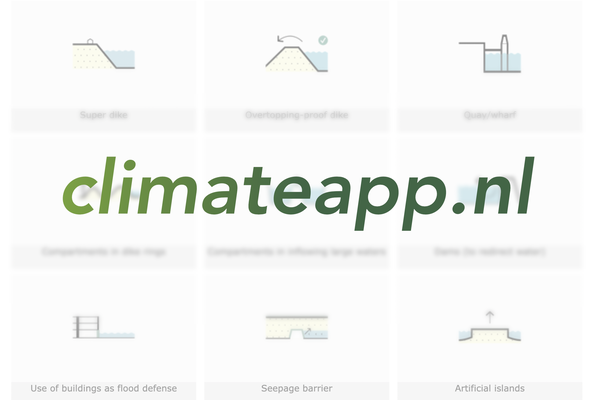 Super dike
Overtopping-proof dike
Quay/wharf
climateapp.nl
Compartments in dike rings
Compartments in inflowing large waters
Dams (to redirect water)
Use of buildings as flood defense
Seepage barrier
Artificial islands